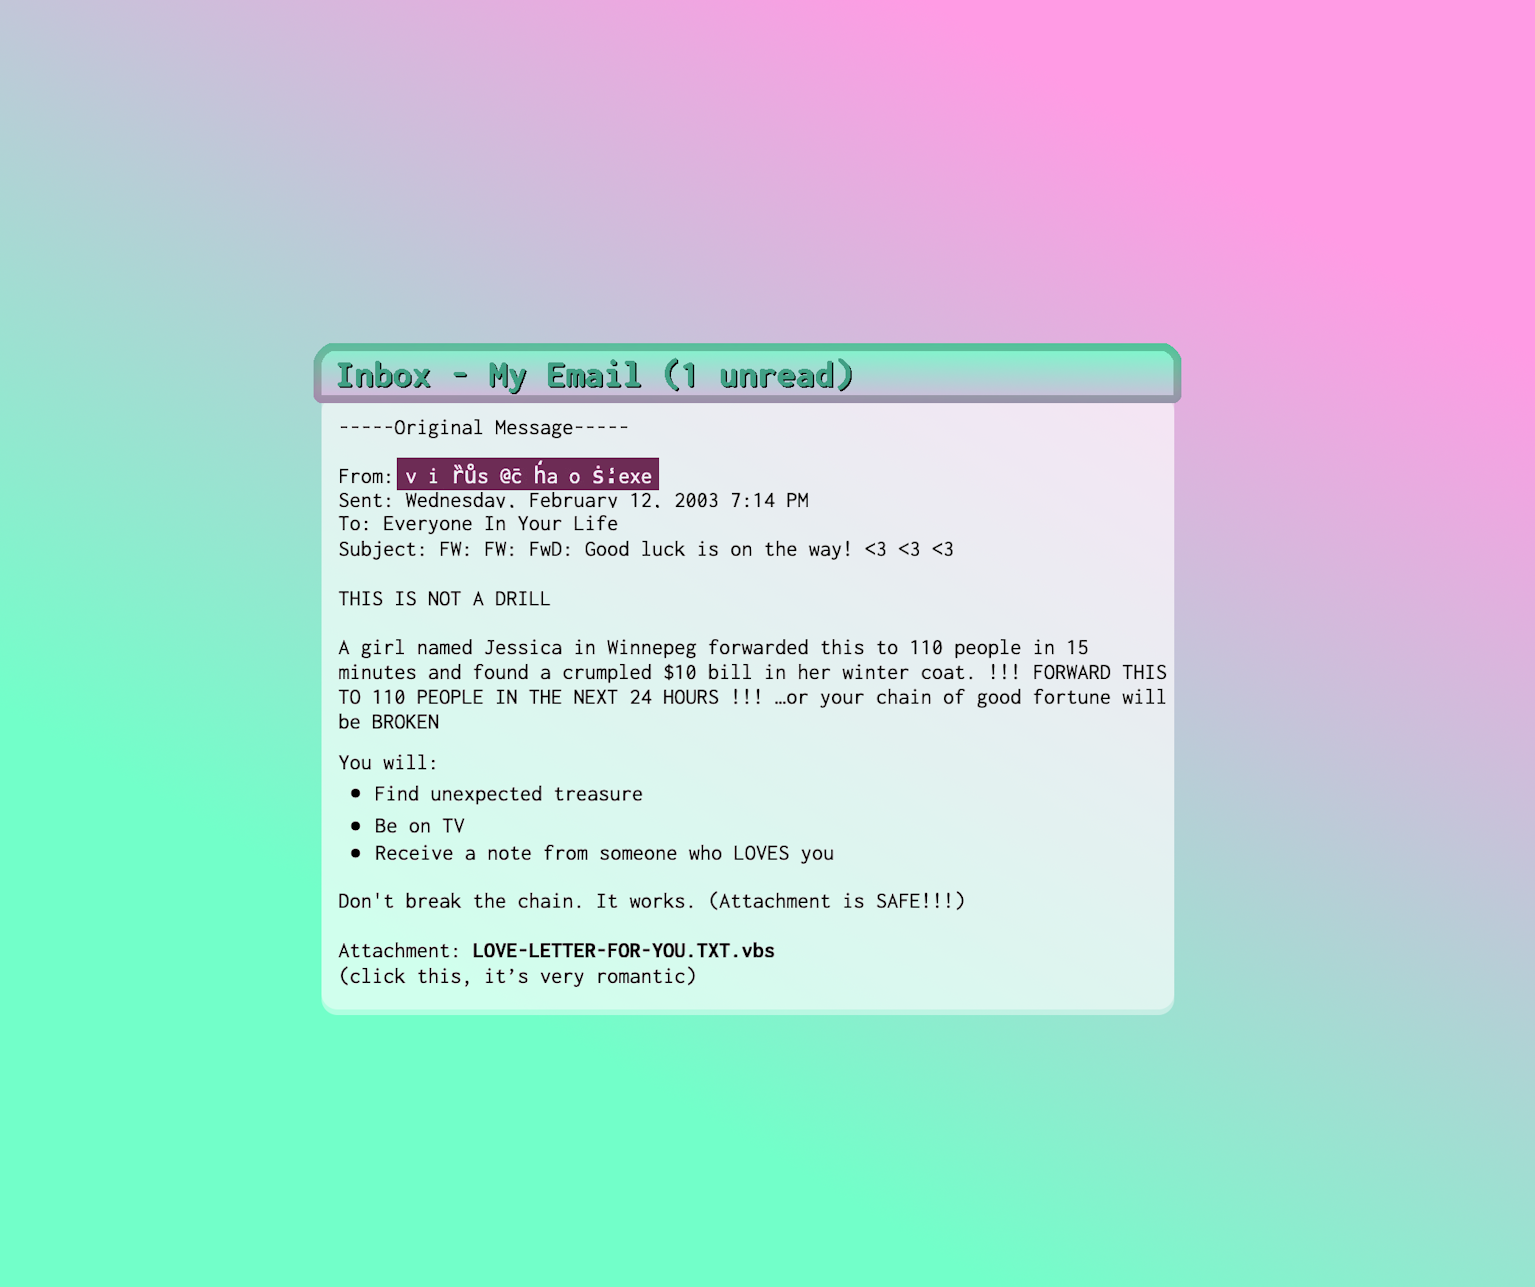 Inbox - My Email (1 unread)
-----Original Message-----
From: v i ȑůs @c̄ h́a o ṡ:exe
Sent: Wednesday, February 12, 2003 7:14 PM
To: Everyone In Your Life
Subject: FW: FW: FwD: Good luck is on the way! <3 <3 <3
THIS IS NOT A DRILL
A girl named Jessica in Winnepeg forwarded this to 110 people in 15
minutes and found a crumpled $10 bill in her winter coat. !!! FORWARD THIS
TO 110 PEOPLE IN THE NEXT 24 HOURS !!! …or your chain of good fortune will
be BROKEN
You will:
• Find unexpected treasure
• Be on TV
• Receive a note from someone who LOVES you
Don't break the chain. It works. (Attachment is SAFE!!!)
Attachment: LOVE-LETTER-FOR-YOU.TXT.vbs
(click this, it’s very romantic)